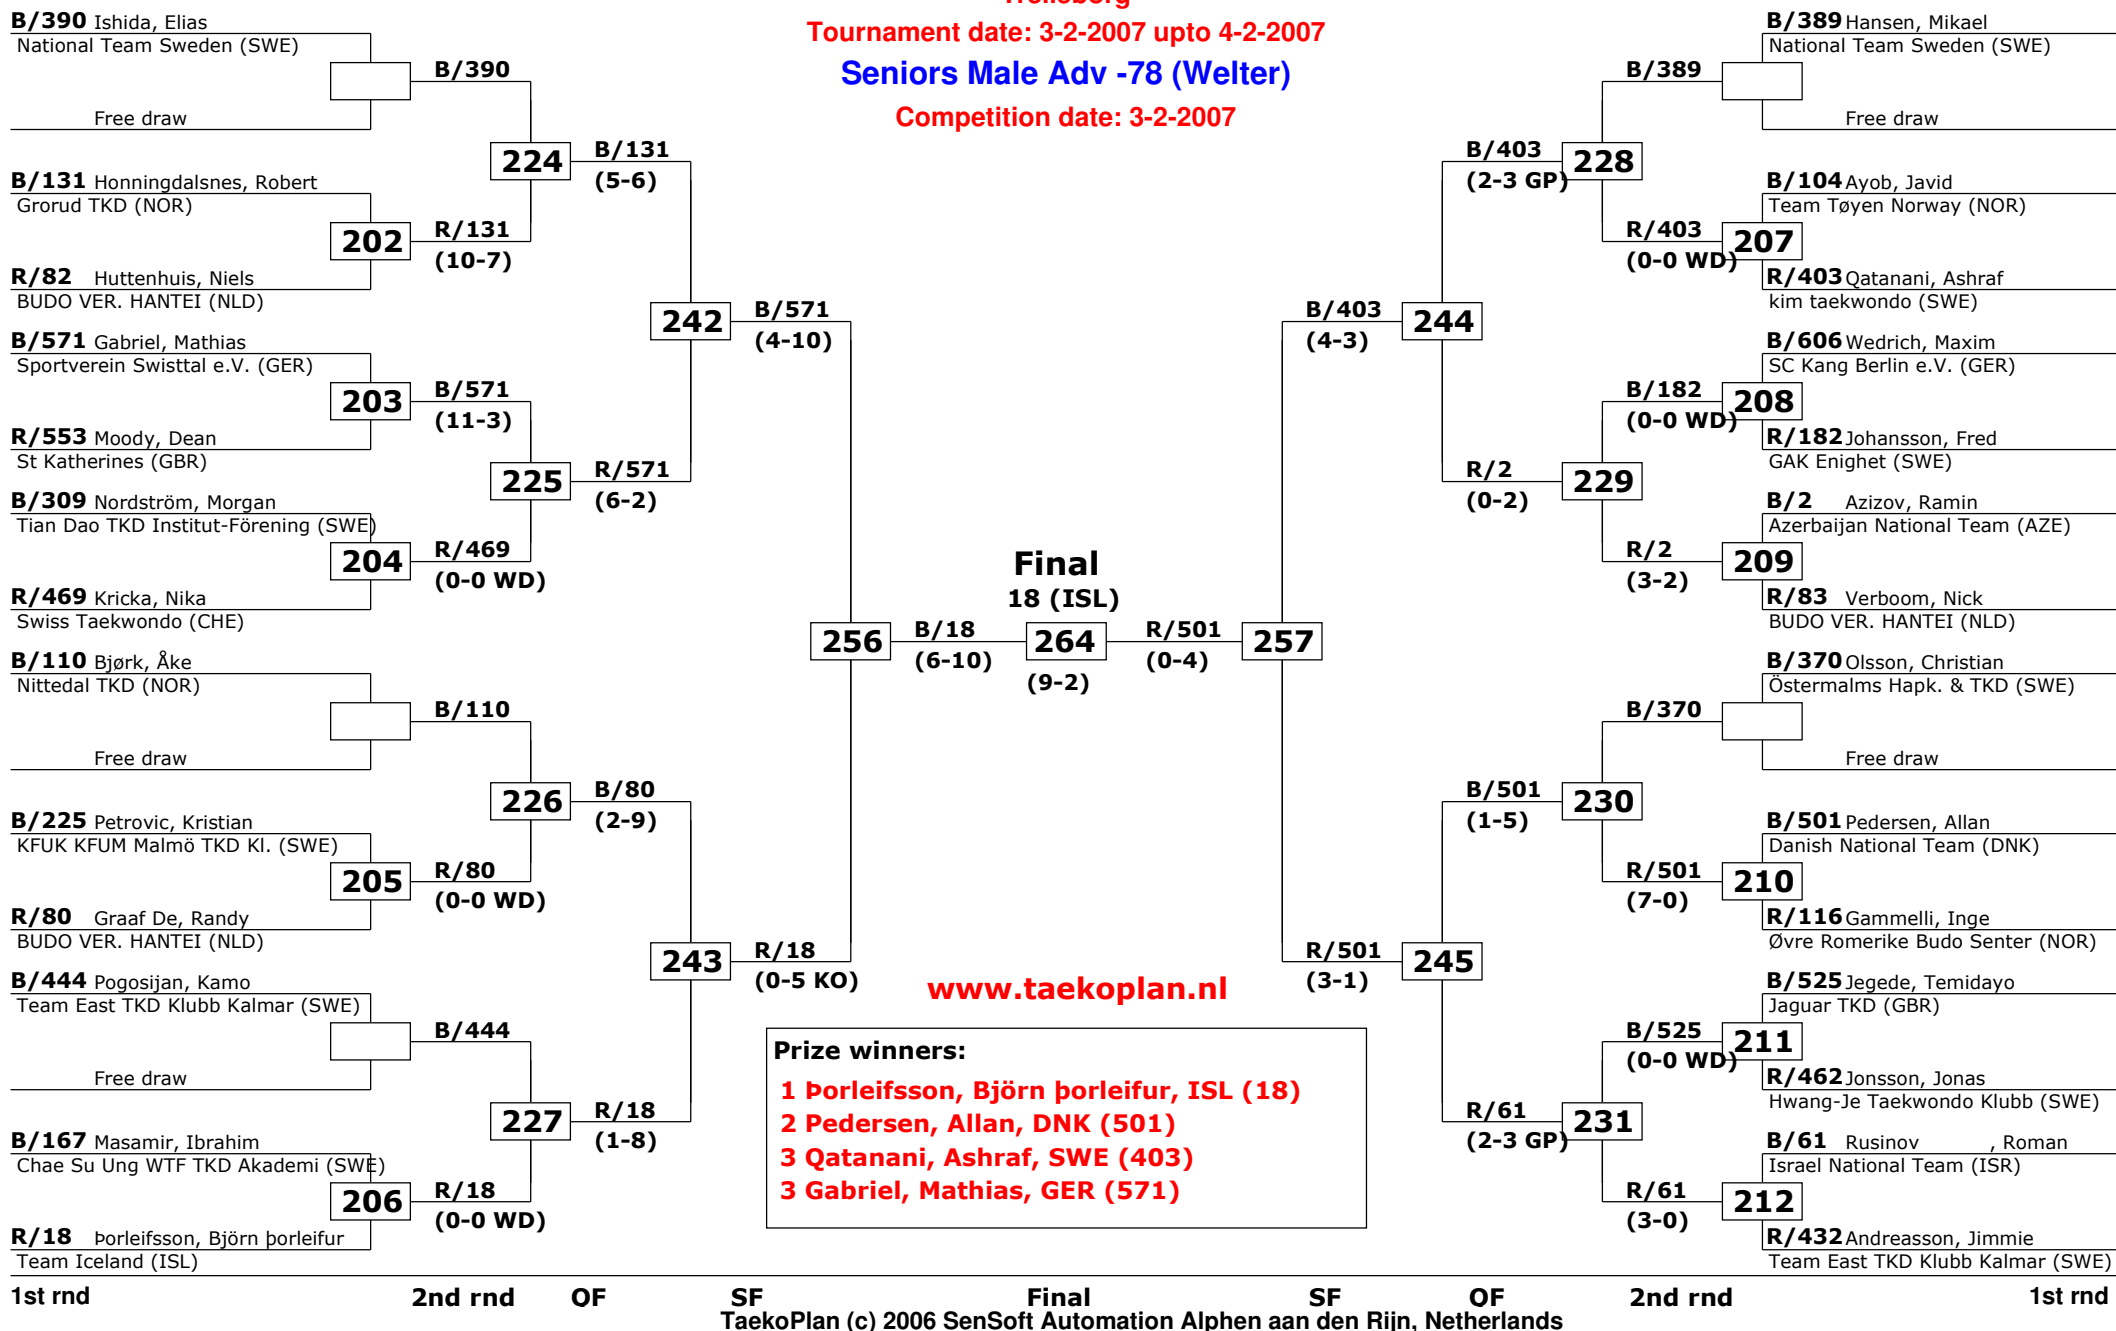 Trelleborg
Tournament date: 3-2-2007 upto 4-2-2007
Seniors Male Adv -78 (Welter)
Competition date: 3-2-2007
B/390 Ishida, Elias
National Team Sweden (SWE)
Free draw
B/131 Honningdalsnes, Robert
Grorud TKD (NOR)
202
R/82 Huttenhuis, Niels
BUDO VER. HANTEI (NLD)
B/571 Gabriel, Mathias
Sportverein Swisttal e.V. (GER)
203
R/553 Moody, Dean
St Katherines (GBR)
B/309 Nordström, Morgan
Tian Dao TKD Institut-Förening (SWE)
204
R/469 Kricka, Nika
Swiss Taekwondo (CHE)
B/110 Bjørk, Åke
Nittedal TKD (NOR)
Free draw
B/225 Petrovic, Kristian
KFUK KFUM Malmö TKD Kl. (SWE)
205
R/80 Graaf De, Randy
BUDO VER. HANTEI (NLD)
B/444 Pogosijan, Kamo
Team East TKD Klubb Kalmar (SWE)
Free draw
B/167 Masamir, Ibrahim
Chae Su Ung WTF TKD Akademi (SWE)
206
R/18 Þorleifsson, Björn þorleifur
Team Iceland (ISL)
B/390
224
R/131
(10-7)
B/571
(11-3)
225
R/469
(0-0 WD)
B/110
226
R/80
(0-0 WD)
B/444
227
R/18
(0-0 WD)
B/131
(5-6)
242
R/571
(6-2)
B/80
(2-9)
243
R/18
(1-8)
B/571
(4-10)
256
R/18
(0-5 KO)
B/18
(6-10)
Final
18 (ISL)
264
(9-2)
R/501
(0-4)
257
B/403
(4-3)
R/501
(3-1)
B/403
(2-3 GP)
244
R/2
(0-2)
B/501
(1-5)
245
R/61
(2-3 GP)
B/389
228
R/403
(0-0 WD)
B/182
(0-0 WD)
229
R/2
(3-2)
B/370
230
R/501
(7-0)
B/525
(0-0 WD)
231
R/61
(3-0)
B/389 Hansen, Mikael
National Team Sweden (SWE)
Free draw
B/104 Ayob, Javid
Team Tøyen Norway (NOR)
207
R/403 Qatanani, Ashraf
kim taekwondo (SWE)
B/606 Wedrich, Maxim
SC Kang Berlin e.V. (GER)
208
R/182 Johansson, Fred
GAK Enighet (SWE)
B/2 Azizov, Ramin
Azerbaijan National Team (AZE)
209
R/83 Verboom, Nick
BUDO VER. HANTEI (NLD)
B/370 Olsson, Christian
Östermalms Hapk. & TKD (SWE)
Free draw
B/501 Pedersen, Allan
Danish National Team (DNK)
210
R/116 Gammelli, Inge
Øvre Romerike Budo Senter (NOR)
B/525 Jegede, Temidayo
Jaguar TKD (GBR)
211
R/462 Jonsson, Jonas
Hwang-Je Taekwondo Klubb (SWE)
B/61 Rusinov , Roman
Israel National Team (ISR)
212
R/432 Andreasson, Jimmie
Team East TKD Klubb Kalmar (SWE)
www.taekoplan.nl
Prize winners:
1 Þorleifsson, Björn þorleifur, ISL (18)
2 Pedersen, Allan, DNK (501)
3 Qatanani, Ashraf, SWE (403)
3 Gabriel, Mathias, GER (571)
1st rnd 2nd rnd QF SF Final SF QF 2nd rnd 1st rnd
TaekoPlan (c) 2006 SenSoft Automation Alphen aan den Rijn, Netherlands